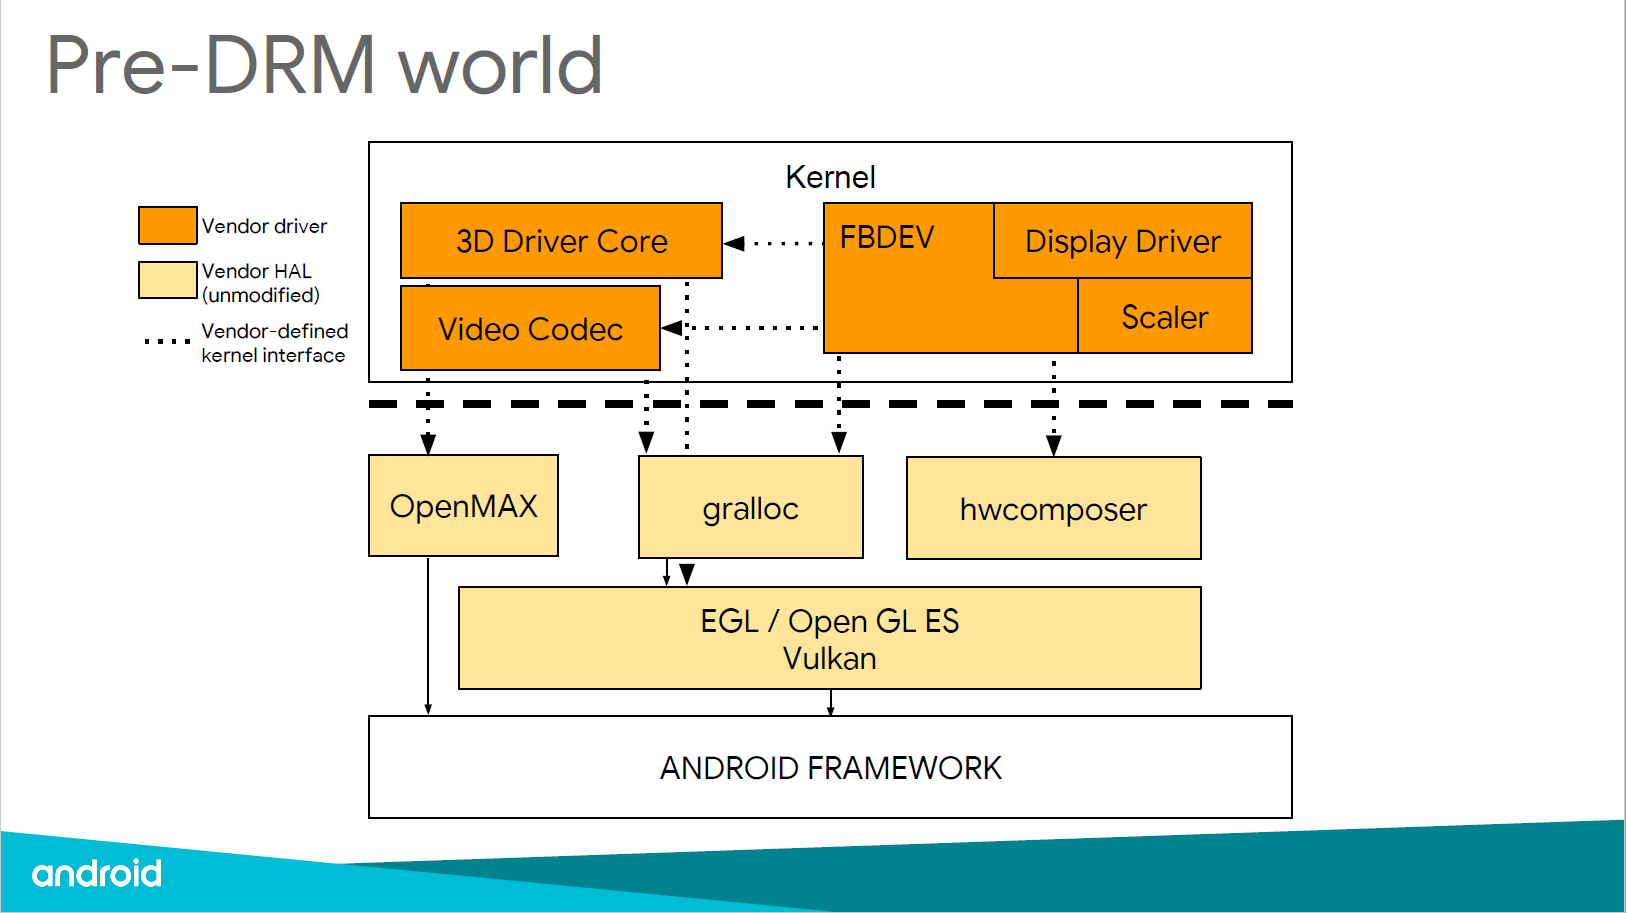 Pre-DRM world
Kernel
Vendor driver
Vendor HAL
(unmodified)
Vendor-defined
kernel interface
3D Driver Core
FBDEV
Display Driver
Video Codec
Scaler
OpenMAX
gralloc
hwcomposer
EGL / Open GL ES
Vulkan
ANDROID FRAMEWORK
android